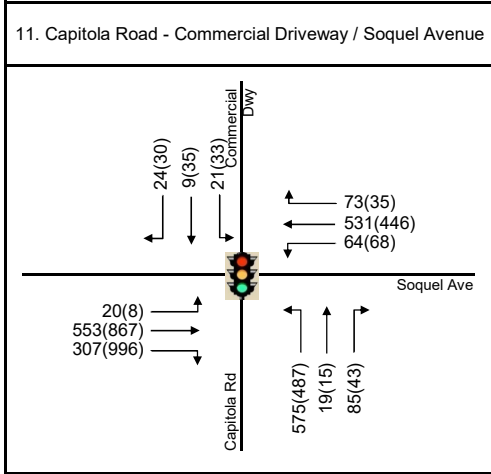 11. Capitola Road - Commercial Driveway / Soquel Avenue
Commercial
Dwy
24(30)
9(35)
21(33)
73(35)
531(446)
64(68)
Soquel Ave
20(8)
553(867)
307(996)
Capitola Rd
575(487)
19(15)
85(43)